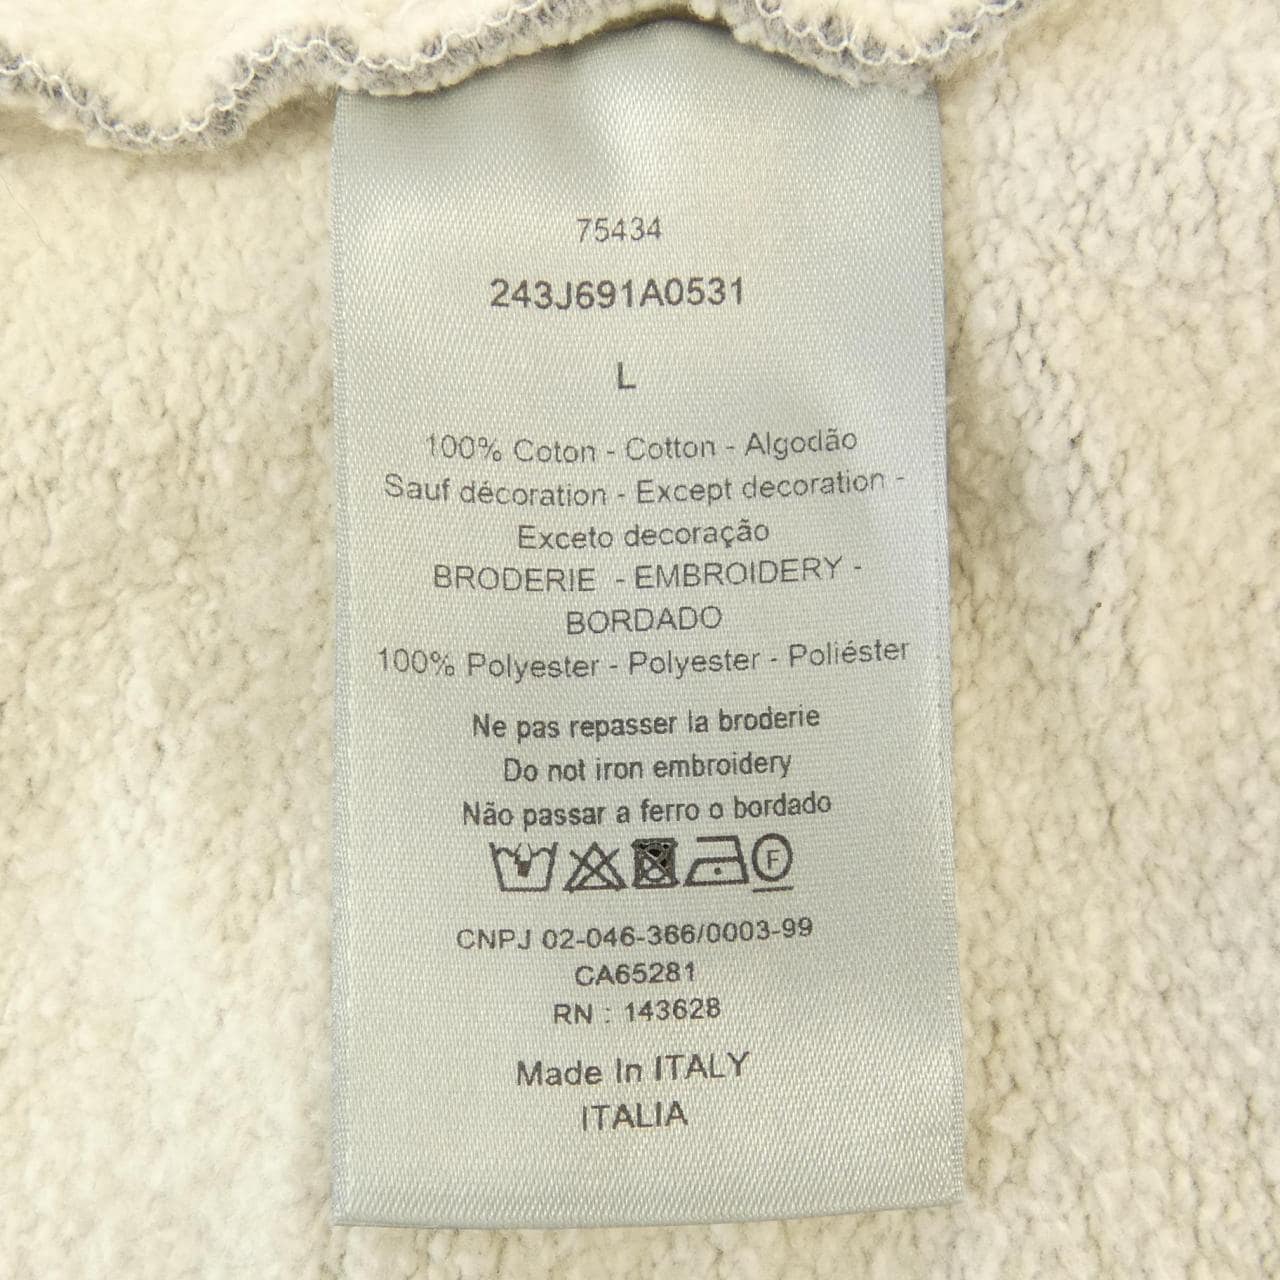 75434
243J691A0531
L
100% Coton - Cotton - Algodão
Sauf décoration - Except decoration -
Exceto decoração
BRODERIE - EMBROIDERY -
BORDADO
100% Polyester - Polyester - Poliéster
Ne pas repasser la broderie
Do not iron embroidery
Não passar a ferro o bordado
F
CNPJ 02-046-366/0003-99
CA65281
RN : 143628
Made In ITALY
ITALIA